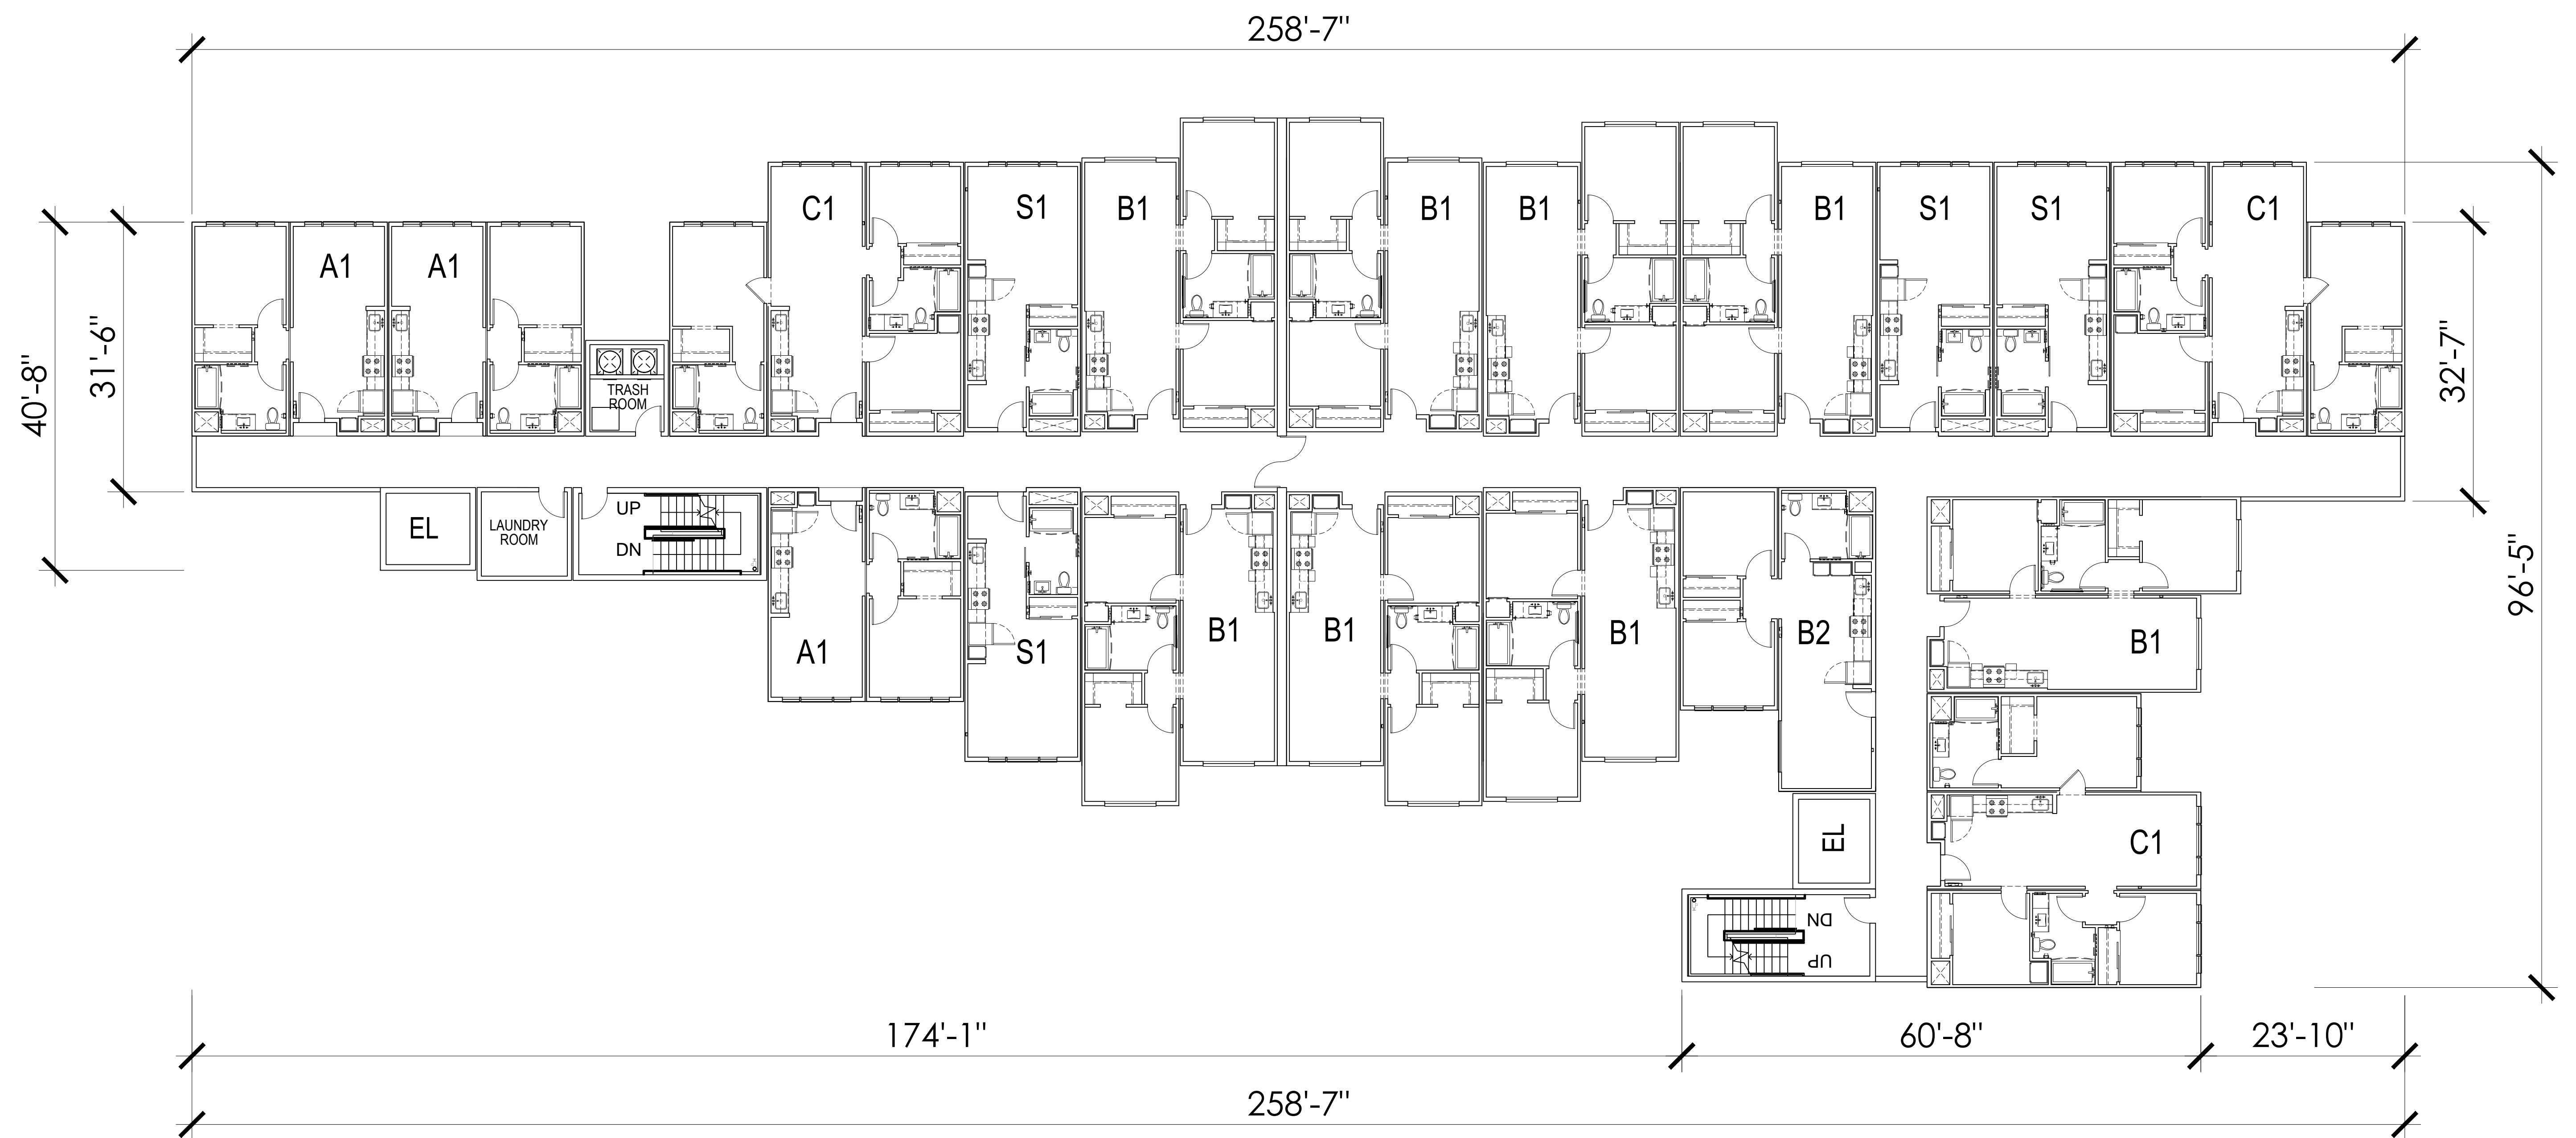 258'-7"
C1
S1
B1
B1
B1
B1
S1
S1
C1
A1
A1
40'-8"
31'-6"
32'-7"
96'-5"
TRASH
ROOM
EL
LAUNDRY
ROOM
UP
DN
A1
S1
B1
B1
B1
B2
B1
EL
C1
DN
UP
174'-1"
60'-8"
23'-10"
258'-7"